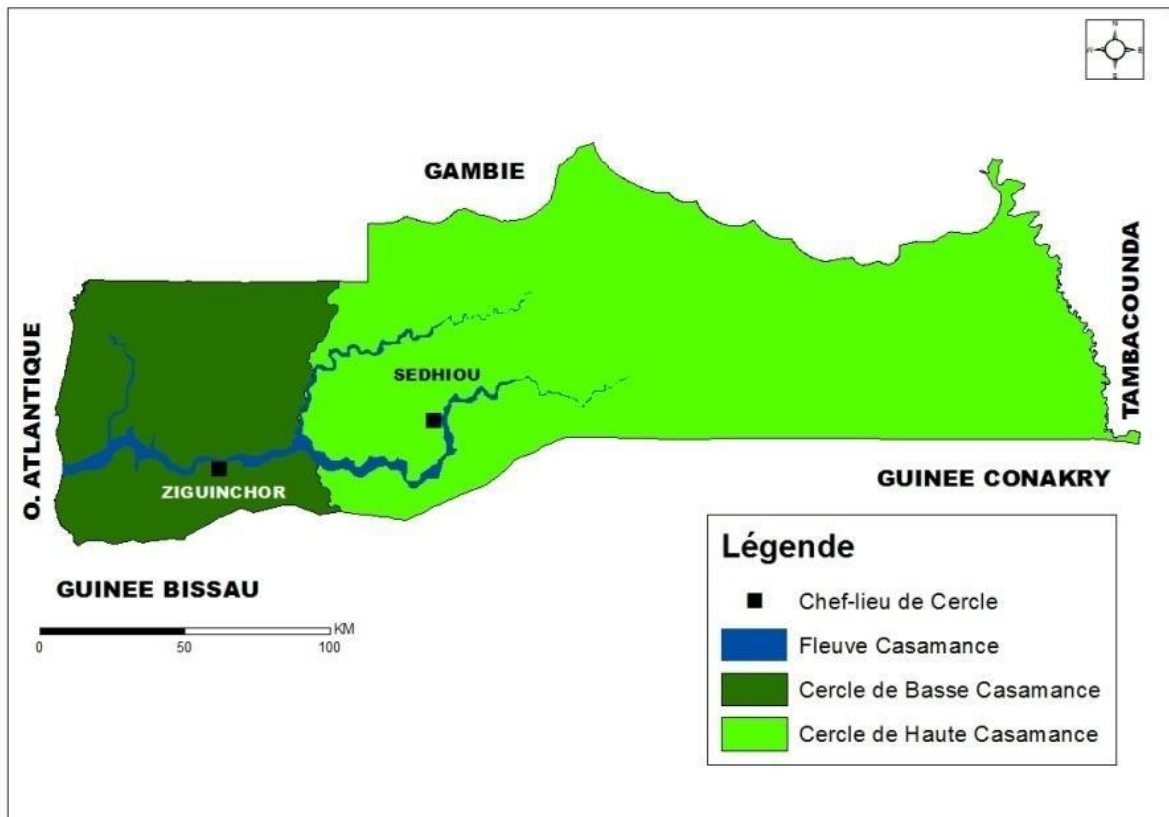 N
W E
S
GAMBIE
O. ATLANTIQUE
TAMBACOUNDA
SEDHIOU
ZIGUINCHOR
GUINEE CONAKRY
GUINEE BISSAU
KM
0 50 100
Légende
Chef-lieu de Cercle
Fleuve Casamance
Cercle de Basse Casamance
Cercle de Haute Casamance